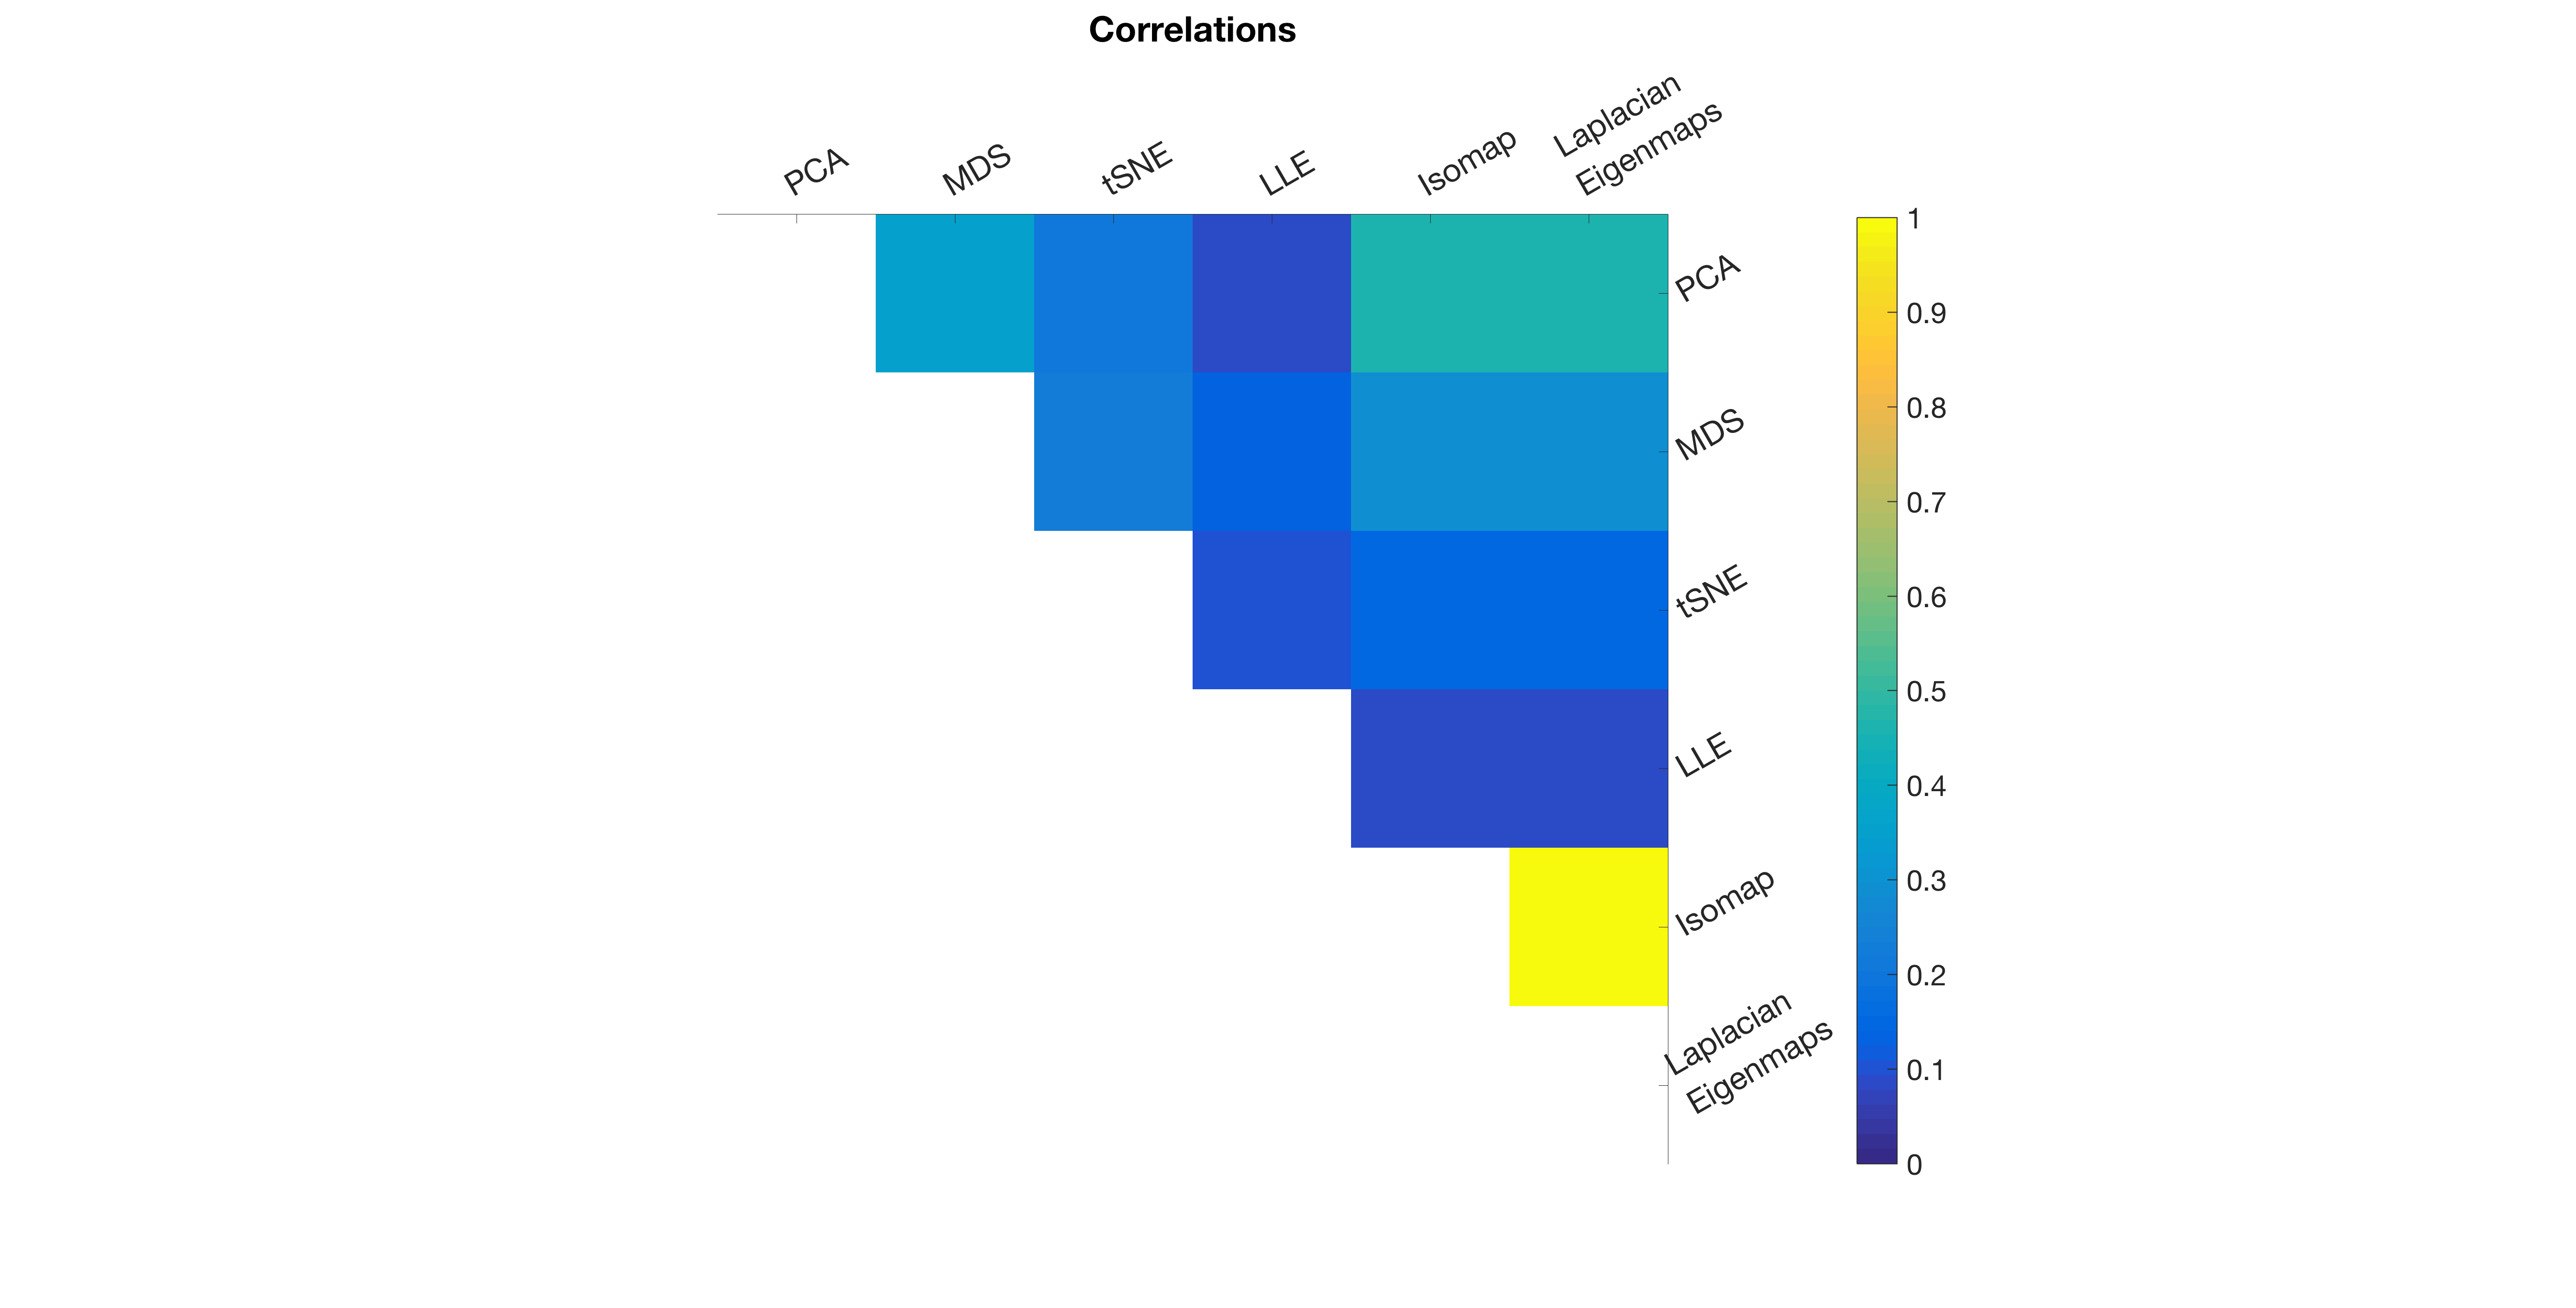 Correlations
PCA
MDS
tSNE
LLE
Isomap
Laplacian
Eigenmaps
PCA
MDS
tSNE
LLE
Isomap
Laplacian
Eigenmaps
1
0.9
0.8
0.7
0.6
0.5
0.4
0.3
0.2
0.1
0